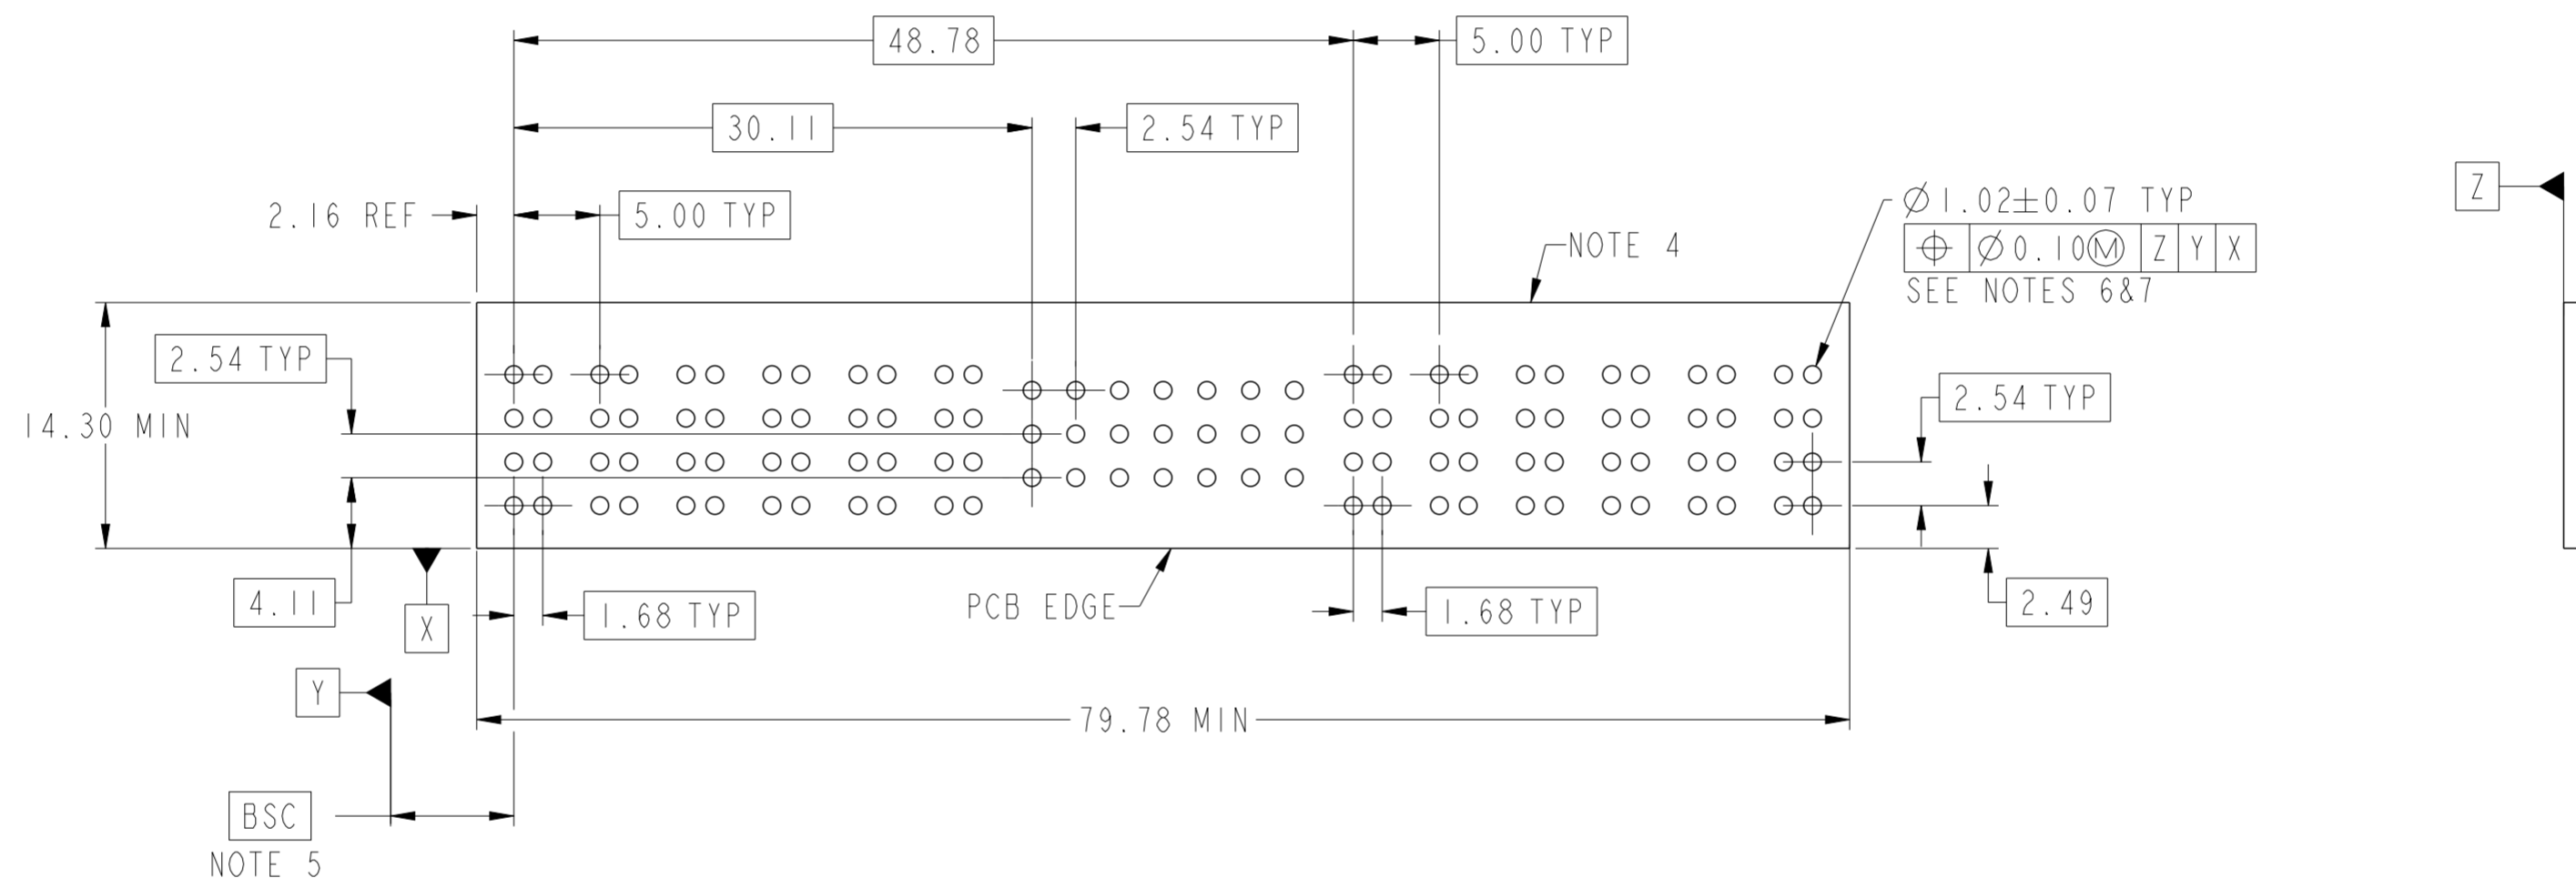 48.78
5.00 TYP
30.11
2.54 TYP
2.16 REF
5.00 TYP
Z
Ø1.02±0.07 TYP
⌖ Ø0.10Ⓜ Z Y X
SEE NOTES 6&7
NOTE 4
2.54 TYP
14.30 MIN
2.54 TYP
4.11
X
1.68 TYP
PCB EDGE
1.68 TYP
2.49
Y
79.78 MIN
BSC
NOTE 5